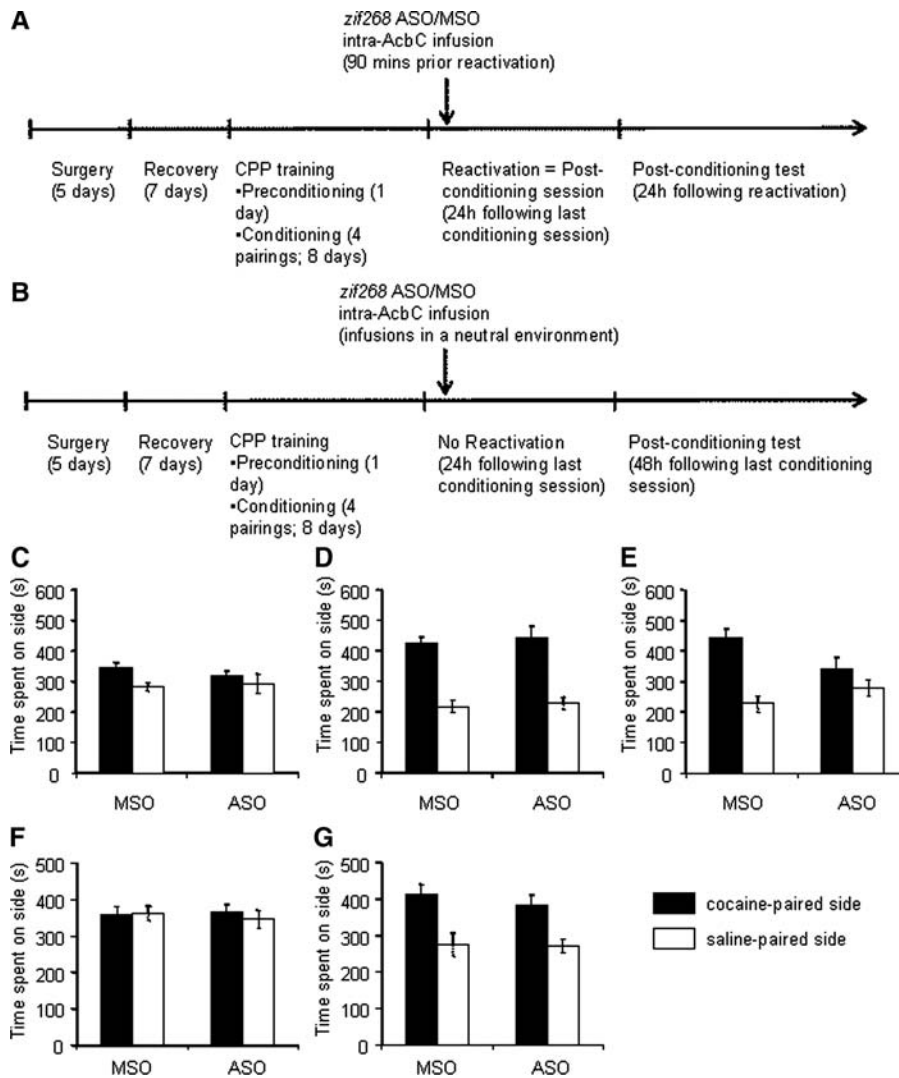 A
zif268 ASO/MSO
intra-AcbC infusion
(90 mins prior reactivation)
Surgery
(5 days)
Recovery
(7 days)
CPP training
•Preconditioning (1
day)
•Conditioning (4
pairings; 8 days)
Reactivation = Post-
conditioning session
(24h following last
conditioning session)
Post-conditioning test
(24h following reactivation)
B
zif268 ASO/MSO
intra-AcbC infusion
(infusions in a neutral environment)
Surgery
(5 days)
Recovery
(7 days)
CPP training
•Preconditioning (1
day)
•Conditioning (4
pairings; 8 days)
No Reactivation
(24h following last
conditioning session)
Post-conditioning test
(48h following last conditioning
session)
C
Time spent on side (s)
600
500
400
300
200
100
0
MSO
ASO
D
Time spent on side (s)
600
500
400
300
200
100
0
MSO
ASO
E
Time spent on side (s)
600
500
400
300
200
100
0
MSO
ASO
F
Time spent on side (s)
500
400
300
200
100
0
MSO
ASO
G
Time spent on side (s)
500
400
300
200
100
0
MSO
ASO
cocaine-paired side
saline-paired side